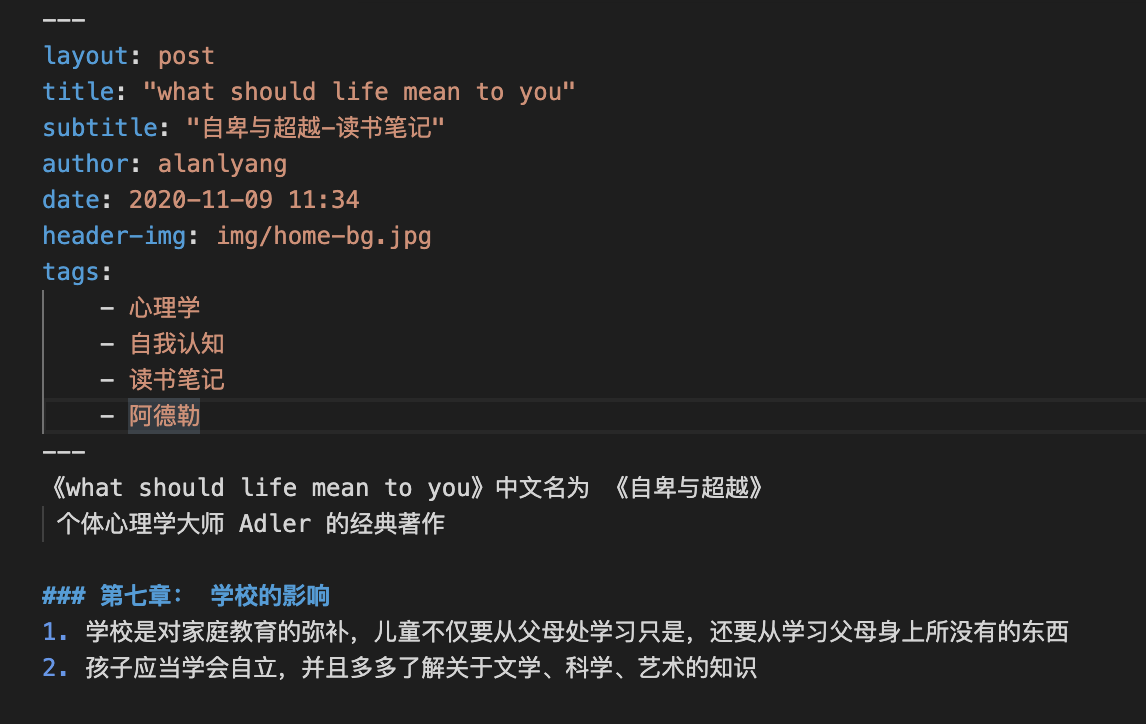 ---
layout: post
title: "what should life mean to you"
subtitle: "自卑与超越-读书笔记"
author: alanlyang
date: 2020-11-09 11:34
header-img: img/home-bg.jpg
tags:
    - 心理学
    - 自我认知
    - 读书笔记
    - 阿德勒
---
《what should life mean to you》中文名为 《自卑与超越》
 个体心理学大师 Adler 的经典著作

### 第七章： 学校的影响
1. 学校是对家庭教育的弥补，儿童不仅要从父母处学习只是，还要从学习父母身上所没有的东西
2. 孩子应当学会自立，并且多多了解关于文学、科学、艺术的知识